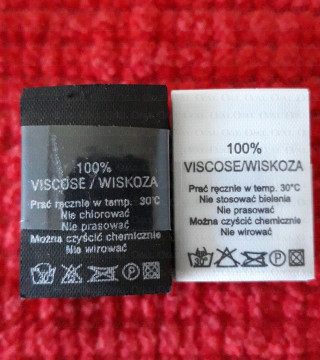 100%
VISCOSE / WISKOZA
Prać ręcznie w temp. 30°C
Nie chlorować
Nie prasować
Można czyścić chemicznie
Nie wirować
100%
VISCOSE/WISKOZA
Prać ręcznie w temp. 30°C
Nie stosować bielenia
Nie prasować
Można czyścić chemicznie
Nie wirować